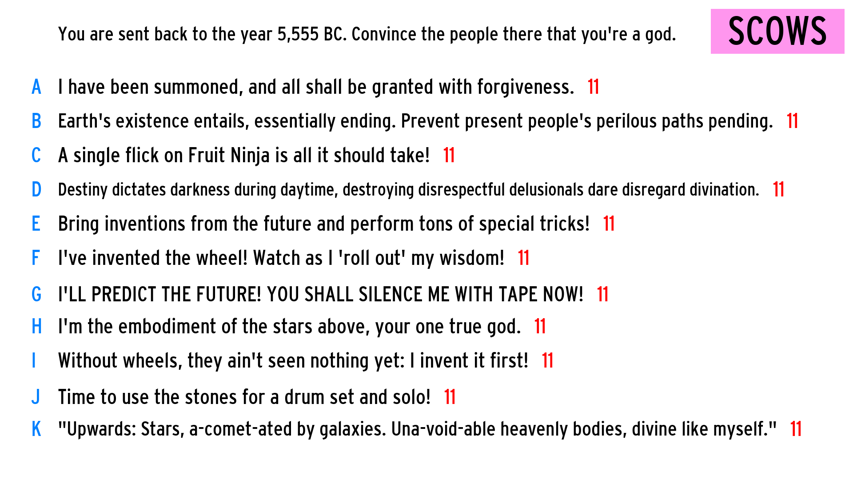 You are sent back to the year 5,555 BC. Convince the people there that you're a god.
SCOWS
A I have been summoned, and all shall be granted with forgiveness. 11
B Earth's existence entails, essentially ending. Prevent present people's perilous paths pending. 11
C A single flick on Fruit Ninja is all it should take! 11
D Destiny dictates darkness during daytime, destroying disrespectful delusionals dare disregard divination. 11
E Bring inventions from the future and perform tons of special tricks! 11
F I've invented the wheel! Watch as I 'roll out' my wisdom! 11
G I'LL PREDICT THE FUTURE! YOU SHALL SILENCE ME WITH TAPE NOW! 11
H I'm the embodiment of the stars above, your one true god. 11
I Without wheels, they ain't seen nothing yet: I invent it first! 11
J Time to use the stones for a drum set and solo! 11
K "Upwards: Stars, a-comet-ated by galaxies. Una-void-able heavenly bodies, divine like myself." 11